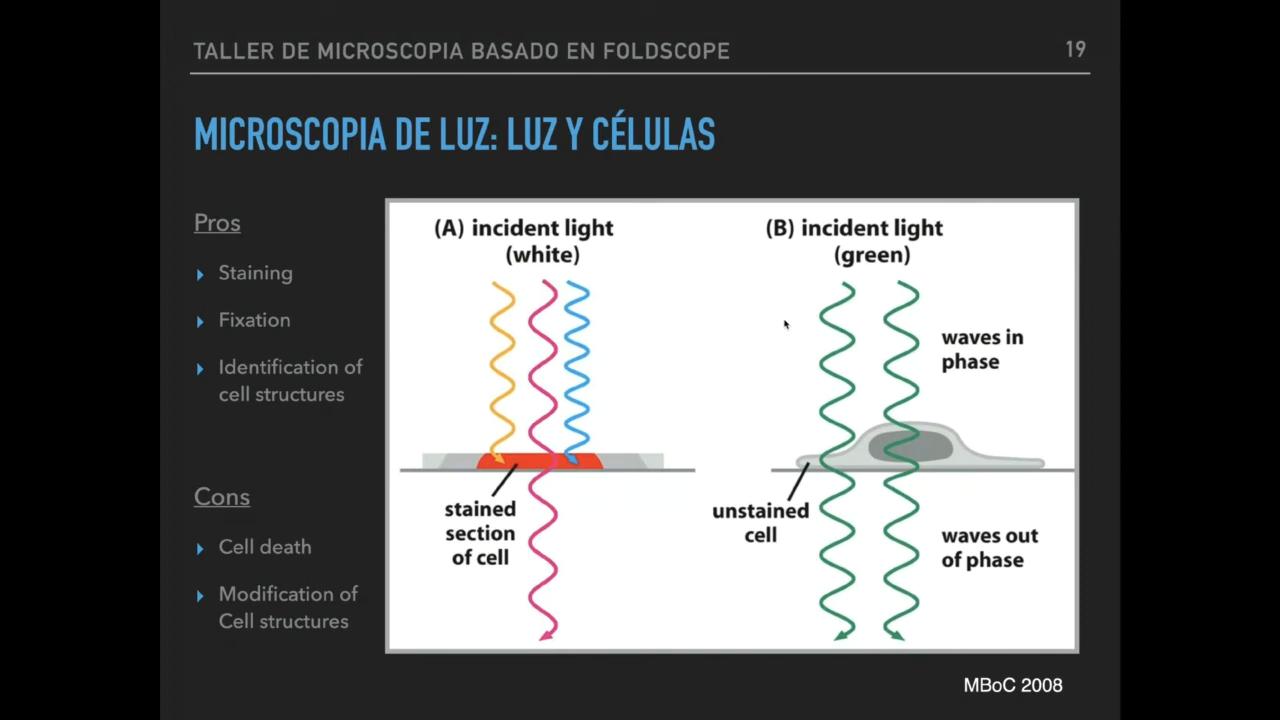 TALLER DE MICROSCOPIA BASADO EN FOLDSCOPE
19
MICROSCOPIA DE LUZ: LUZ Y CÉLULAS
Pros
Staining
Fixation
Identification of
cell structures
Cons
Cell death
Modification of
Cell structures
(A) incident light
(white)
stained
section
of cell
(B) incident light
(green)
waves in
phase
unstained
cell
waves out
of phase
MBoC 2008